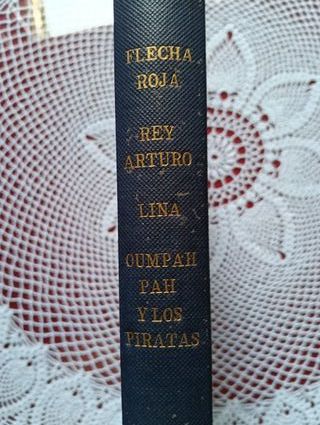 FLECHA
ROJA
REY
ARTURO
LINA
OUMPAH
PAH
Y LOS
PIRATAS